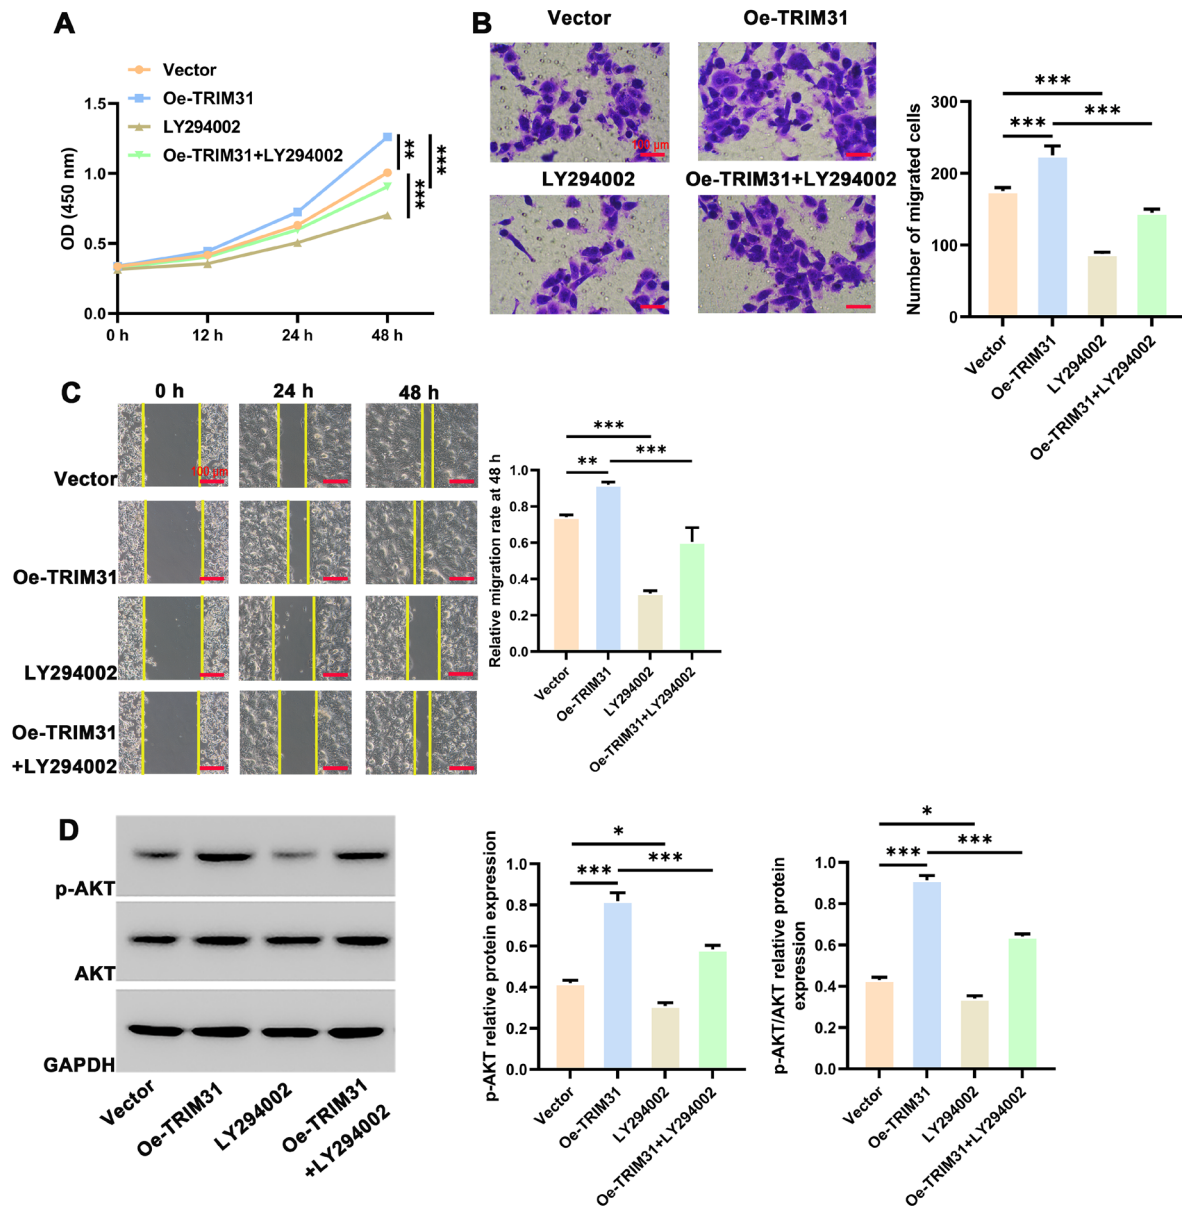 A
Vector
Oe-TRIM31
LY294002
Oe-TRIM31+LY294002
OD (450 nm)
1.5
1.0
0.5
0.0
0 h
12 h
24 h
48 h
**
***
***
B
Vector
Oe-TRIM31
100 μm
LY294002
Oe-TRIM31+LY294002
Number of migrated cells
300
200
100
0
***
***
***
Vector
Oe-TRIM31
LY294002
Oe-TRIM31+LY294002
C
0 h
24 h
48 h
Vector
100 μm
Oe-TRIM31
LY294002
Oe-TRIM31
+LY294002
Relative migration rate at 48 h
1.0
0.8
0.6
0.4
0.2
0.0
***
**
***
Vector
Oe-TRIM31
LY294002
Oe-TRIM31+LY294002
D
p-AKT
AKT
GAPDH
Vector
Oe-TRIM31
LY294002
Oe-TRIM31
+LY294002
p-AKT relative protein expression
1.0
0.8
0.6
0.4
0.2
0.0
*
***
***
Vector
Oe-TRIM31
LY294002
Oe-TRIM31+LY294002
p-AKT/AKT relative protein
expression
1.0
0.8
0.6
0.4
0.2
0.0
*
***
***
Vector
Oe-TRIM31
LY294002
Oe-TRIM31+LY294002